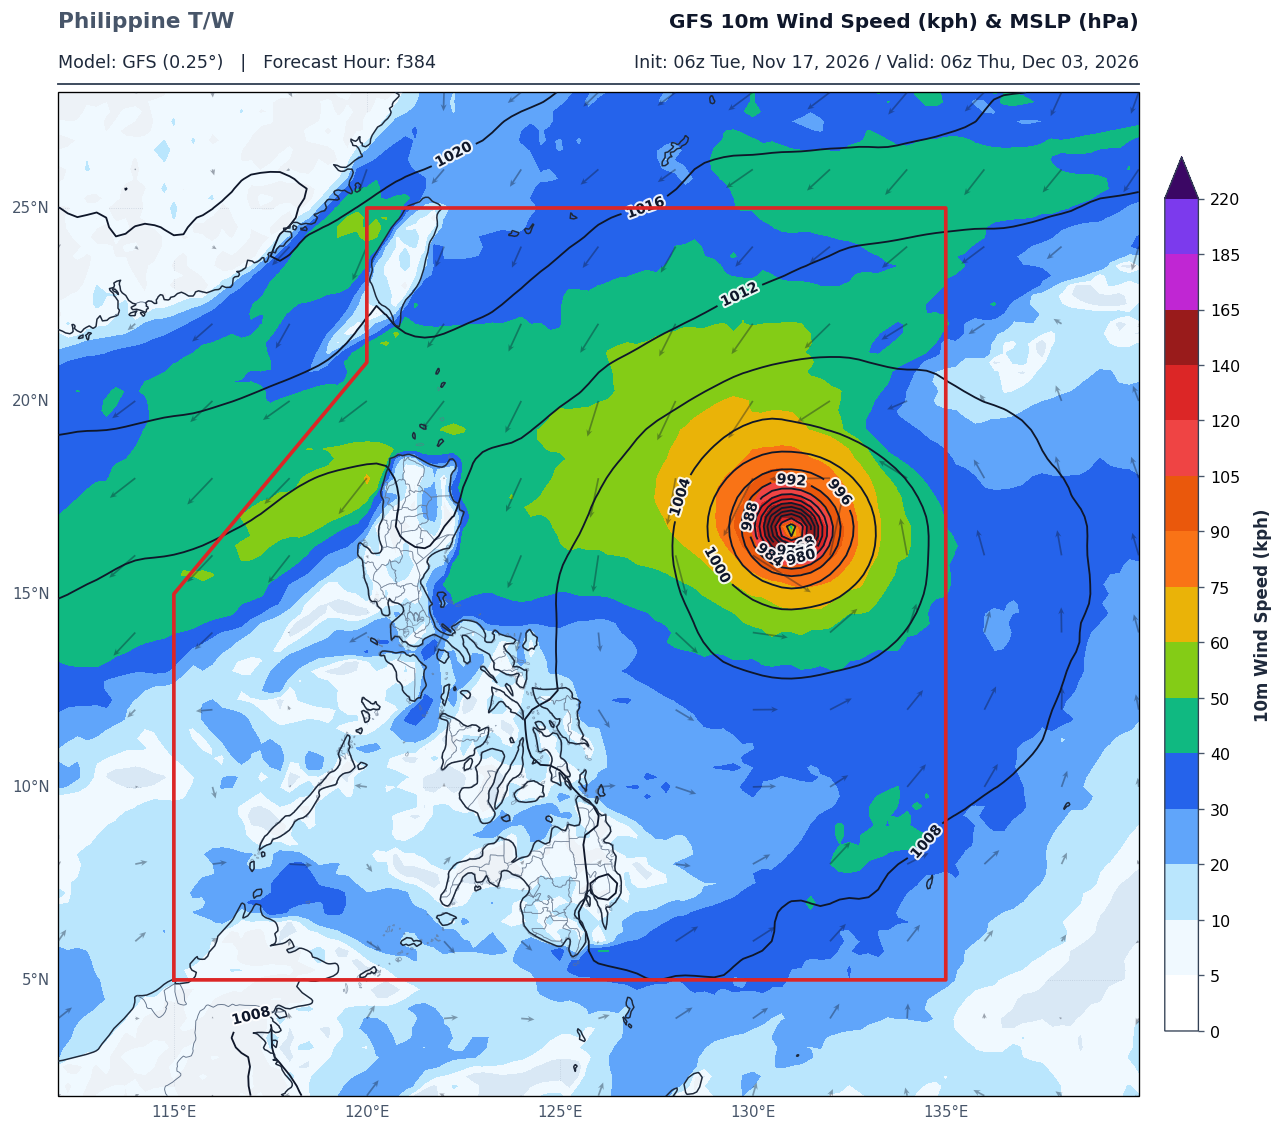 Philippine T/W
GFS 10m Wind Speed (kph) & MSLP (hPa)
Model: GFS (0.25°) | Forecast Hour: f384
Init: 06z Tue, Nov 17, 2026 / Valid: 06z Thu, Dec 03, 2026
1020
1016
1012
1004
992
996
988
984
980
1000
1008
1008
25°N
20°N
15°N
10°N
5°N
115°E
120°E
125°E
130°E
135°E
220
185
165
140
120
105
90
75
60
50
40
30
20
10
5
0
10m Wind Speed (kph)